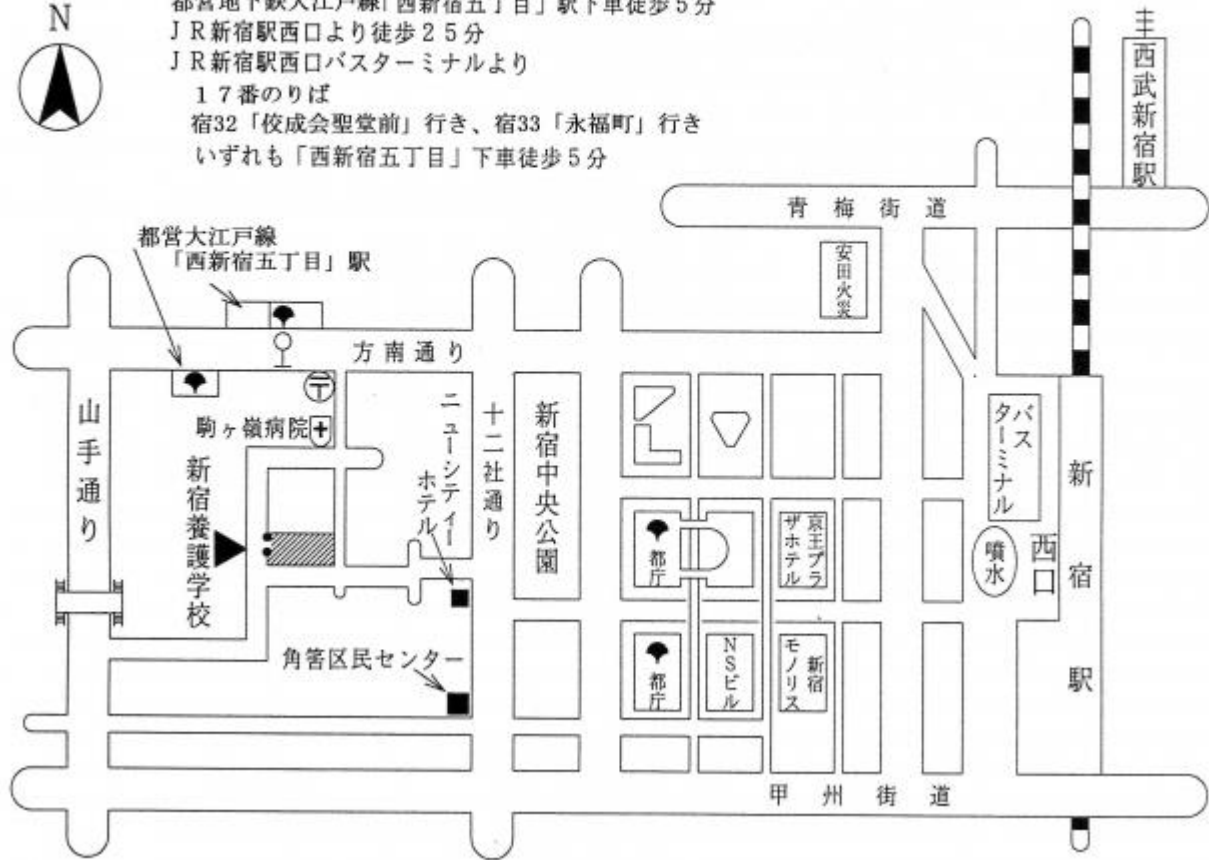 N
都営地下鉄大江戸線「西新宿五丁目」駅下車徒歩5分
JR新宿駅西口より徒歩25分
JR新宿駅西口バスターミナルより
17番のりば
宿32「佼成会聖堂前」行き、宿33「永福町」行き
いずれも「西新宿五丁目」下車徒歩5分
西武新宿駅
青梅街道
安田火災
都営大江戸線
「西新宿五丁目」駅
方南通り
山手通り
駒ヶ嶺病院
新宿養護学校
ニューシティー
ホテル
十二社通り
新宿中央公園
都庁
京王プラ
ザホテル
バス
ターミナル
噴水
西口
新宿駅
角筈区民センター
都庁
NSビル
新宿
モノリス
甲州街道